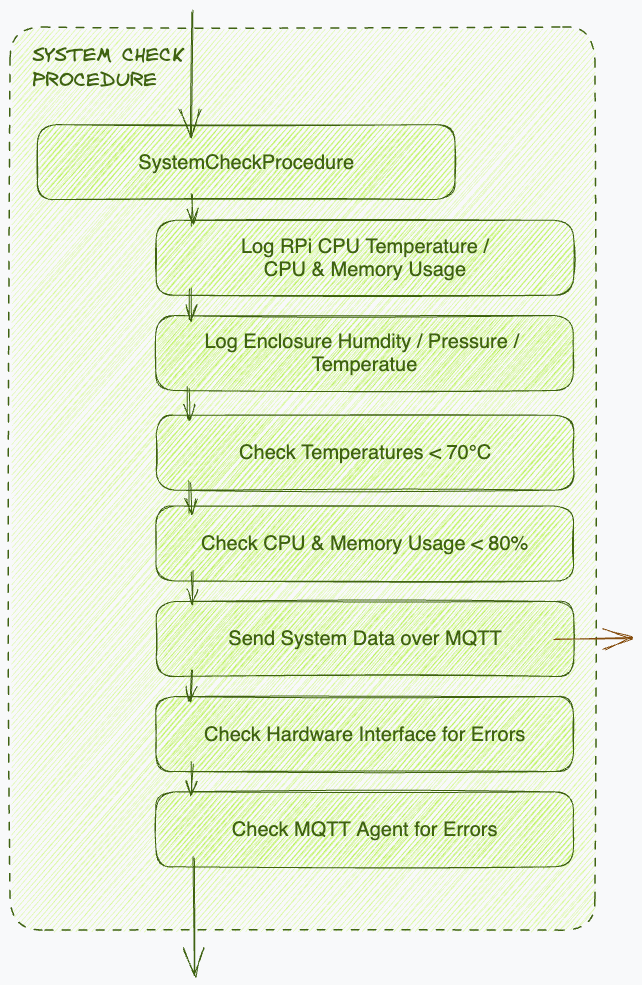 SYSTEM CHECK
PROCEDURE
SystemCheckProcedure
Log RPi CPU Temperature /
CPU & Memory Usage
Log Enclosure Humdity / Pressure /
Temperatue
Check Temperatures < 70°C
Check CPU & Memory Usage < 80%
Send System Data over MQTT
Check Hardware Interface for Errors
Check MQTT Agent for Errors